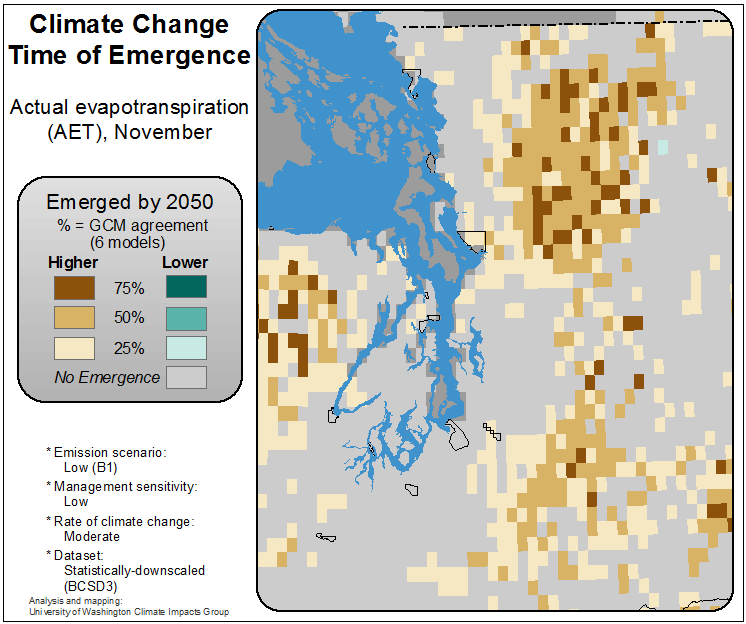 Climate Change
Time of Emergence
Actual evapotranspiration
(AET), November
Emerged by 2050
% = GCM agreement
(6 models)
Higher Lower
75%
50%
25%
No Emergence
* Emission scenario:
Low (B1)
* Management sensitivity:
Low
* Rate of climate change:
Moderate
* Dataset:
Statistically-downscaled
(BCSD3)
Analysis and mapping:
University of Washington Climate Impacts Group